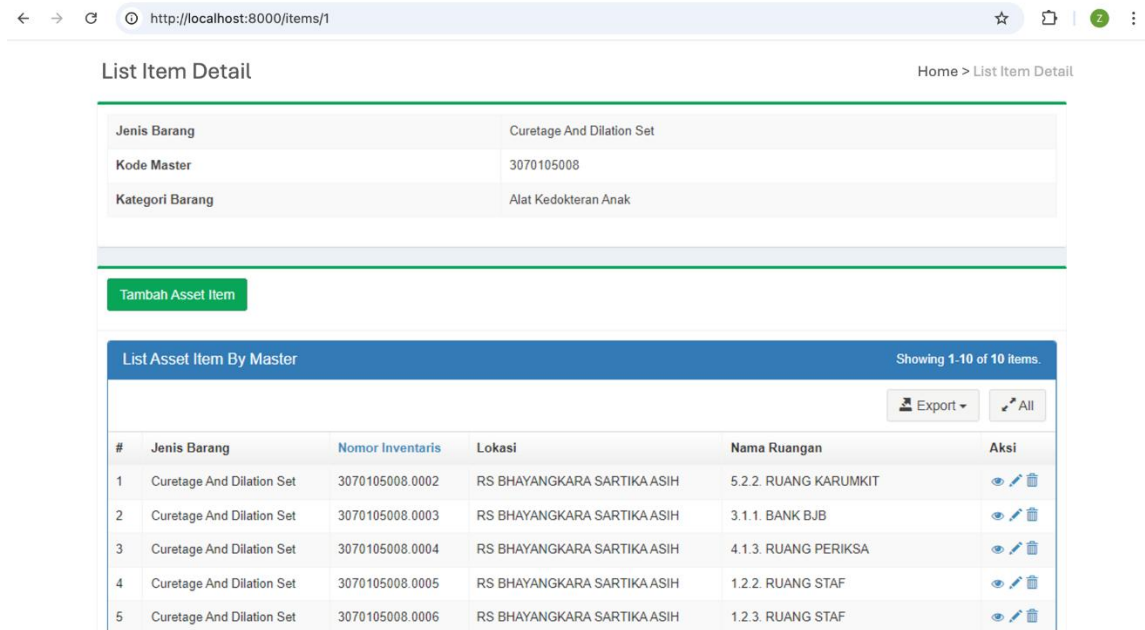 http://localhost:8000/items/1
Z
List Item Detail
Home > List Item Detail
Jenis Barang Curetage And Dilation Set
Kode Master 3070105008
Kategori Barang Alat Kedokteran Anak
Tambah Asset Item
List Asset Item By Master Showing 1-10 of 10 items.
Export All
# Jenis Barang Nomor Inventaris Lokasi Nama Ruangan Aksi
1 Curetage And Dilation Set 3070105008.0002 RS BHAYANGKARA SARTIKA ASIH 5.2.2. RUANG KARUMKIT
2 Curetage And Dilation Set 3070105008.0003 RS BHAYANGKARA SARTIKA ASIH 3.1.1. BANK BJB
3 Curetage And Dilation Set 3070105008.0004 RS BHAYANGKARA SARTIKA ASIH 4.1.3. RUANG PERIKSA
4 Curetage And Dilation Set 3070105008.0005 RS BHAYANGKARA SARTIKA ASIH 1.2.2. RUANG STAF
5 Curetage And Dilation Set 3070105008.0006 RS BHAYANGKARA SARTIKA ASIH 1.2.3. RUANG STAF